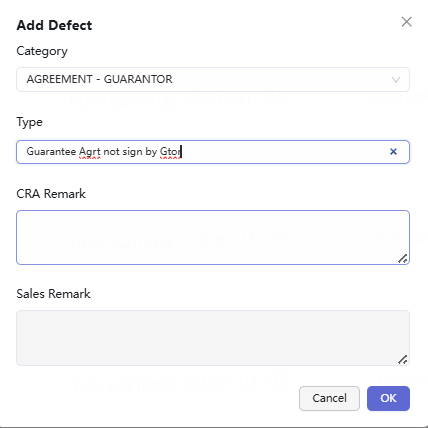 Add Defect
Category
AGREEMENT - GUARANTOR
Type
Guarantee Agrt not sign by Gtor
CRA Remark
Sales Remark
Cancel OK